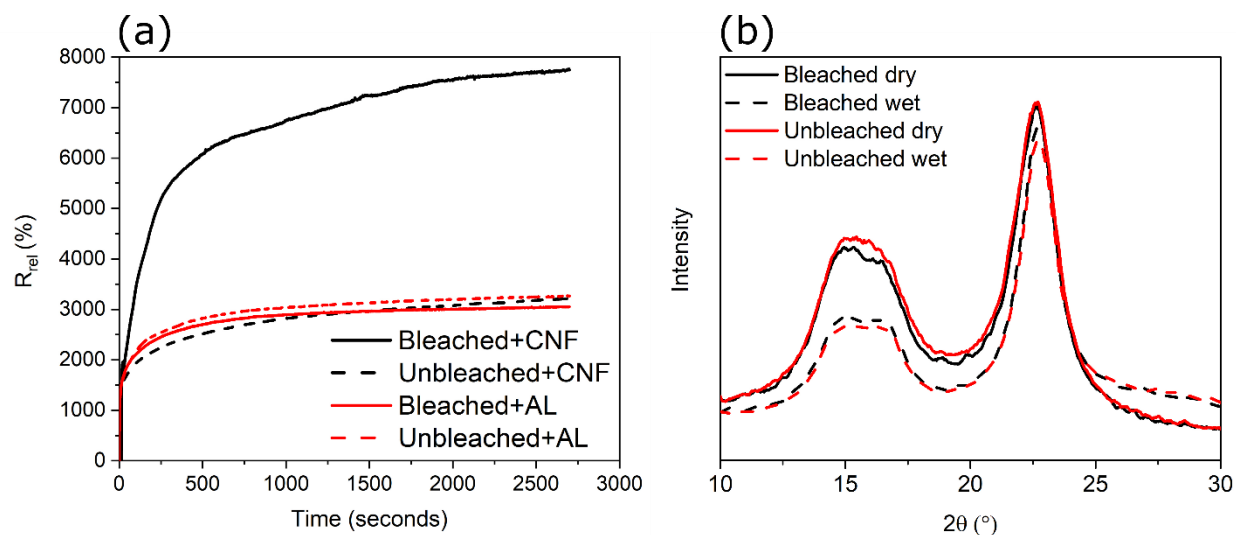 (a)
8000
7000
6000
5000
4000
3000
2000
1000
0
R_rel (%)
0 500 1000 1500 2000 2500 3000
Time (seconds)
Bleached+CNF
Unbleached+CNF
Bleached+AL
Unbleached+AL
(b)
Bleached dry
Bleached wet
Unbleached dry
Unbleached wet
Intensity
10 15 20 25 30
2θ (°)